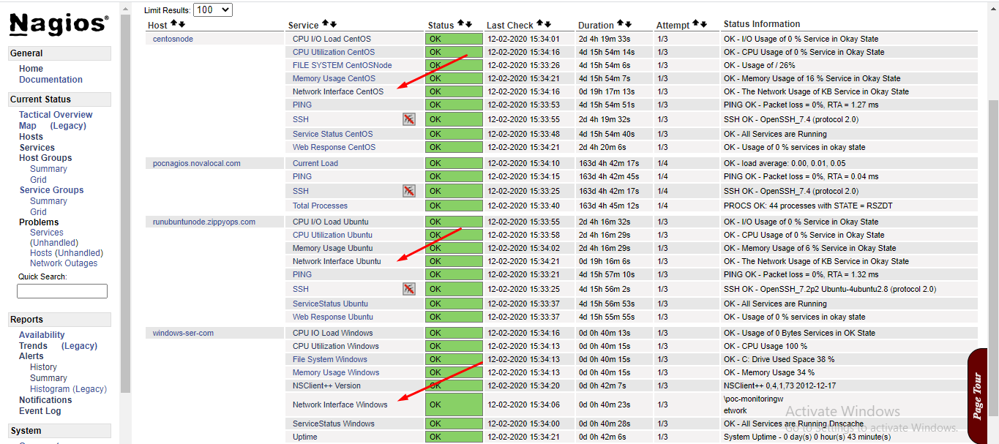 Limit Results: 100
Nagios®
General
Home
Documentation
Current Status
Tactical Overview
Map (Legacy)
Hosts
Services
Host Groups
Summary
Grid
Service Groups
Summary
Grid
Problems
Services
(Unhandled)
Hosts (Unhandled)
Network Outages
Quick Search:
Reports
Availability
Trends (Legacy)
Alerts
History
Summary
Histogram (Legacy)
Notifications
Event Log
System
Host Service Status Last Check Duration Attempt Status Information
centosnode CPU I/O Load CentOS OK 12-02-2020 15:34:01 2d 4h 19m 33s 1/3 OK - I/O Usage of 0 % Service in Okay State
CPU Utilization CentOS OK 12-02-2020 15:34:16 4d 15h 54m 14s 1/3 OK - CPU Usage of 0 % Service in Okay State
FILE SYSTEM CentOSNode OK 12-02-2020 15:33:26 4d 15h 54m 6s 1/3 OK - Usage of / 26%
Memory Usage CentOS OK 12-02-2020 15:34:21 4d 15h 54m 7s 1/3 OK - Memory Usage of 16 % Service in Okay State
Network Interface CentOS OK 12-02-2020 15:34:16 0d 19h 17m 13s 1/3 OK - The Network Usage of KB Service in Okay State
PING OK 12-02-2020 15:33:53 4d 15h 54m 51s 1/3 PING OK - Packet loss = 0%, RTA = 1.27 ms
SSH OK 12-02-2020 15:33:55 2d 4h 19m 32s 1/3 SSH OK - OpenSSH_7.4 (protocol 2.0)
Service Status CentOS OK 12-02-2020 15:33:48 4d 15h 54m 40s 1/3 OK - All Services are Running
Web Response CentOS OK 12-02-2020 15:34:21 2d 4h 20m 6s 1/3 OK - Usage of 0 % services in okay state
pocnagios.novalocal.com Current Load OK 12-02-2020 15:34:10 163d 4h 42m 17s 1/4 OK - load average: 0.00, 0.01, 0.05
PING OK 12-02-2020 15:34:15 163d 4h 42m 45s 1/4 PING OK - Packet loss = 0%, RTA = 0.04 ms
SSH OK 12-02-2020 15:33:25 163d 4h 42m 17s 1/4 SSH OK - OpenSSH_7.4 (protocol 2.0)
Total Processes OK 12-02-2020 15:33:40 163d 4h 45m 12s 1/4 PROCS OK: 44 processes with STATE = RSZDT
runubuntunode.zippyops.com CPU I/O Load Ubuntu OK 12-02-2020 15:33:55 2d 4h 16m 32s 1/3 OK - I/O Usage of 0 % Service in Okay State
CPU Utilization Ubuntu OK 12-02-2020 15:33:58 2d 4h 16m 29s 1/3 OK - CPU Usage of 0 % Service in Okay State
Memory Usage Ubuntu OK 12-02-2020 15:34:02 2d 4h 16m 29s 1/3 OK - Memory Usage of 6 % Service in Okay State
Network Interface Ubuntu OK 12-02-2020 15:34:21 0d 19h 16m 6s 1/3 OK - The Network Usage of KB Service in Okay State
PING OK 12-02-2020 15:33:21 4d 15h 57m 10s 1/3 PING OK - Packet loss = 0%, RTA = 1.32 ms
SSH OK 12-02-2020 15:33:25 4d 15h 56m 2s 1/3 SSH OK - OpenSSH_7.2p2 Ubuntu-4ubuntu2.8 (protocol 2.0)
ServiceStatus Ubuntu OK 12-02-2020 15:33:37 4d 15h 56m 53s 1/3 OK - All Services are Running
Web Response Ubuntu OK 12-02-2020 15:33:37 4d 15h 55m 55s 1/3 OK - Usage of 0 % services in okay state
windows-ser-com CPU IO Load Windows OK 12-02-2020 15:34:16 0d 0h 40m 13s 1/3 OK - Usage of 0 Bytes Services in OK State
CPU Utilization Windows OK 12-02-2020 15:34:13 0d 0h 40m 15s 1/3 OK - CPU Usage 100 %
File System Windows OK 12-02-2020 15:34:13 0d 0h 40m 15s 1/3 OK - C: Drive Used Space 38 %
Memory Usage Windows OK 12-02-2020 15:34:13 0d 0h 40m 15s 1/3 OK - Memory Usage 34 %
NSClient++ Version OK 12-02-2020 15:34:20 0d 0h 42m 7s 1/3 NSClient++ 0,4,1,73 2012-12-17
Network Interface Windows OK 12-02-2020 15:34:06 0d 0h 40m 23s 1/3 \poc-monitoringw
etwork
ServiceStatus Windows OK 12-02-2020 15:34:00 0d 0h 40m 28s 1/3 OK - All Services are Running Dnscache
Uptime OK 12-02-2020 15:34:21 0d 0h 42m 6s 1/3 System Uptime - 0 day(s) 0 hour(s) 43 minute(s)
Activate Windows
Go to Settings to activate Windows.
Page Tour